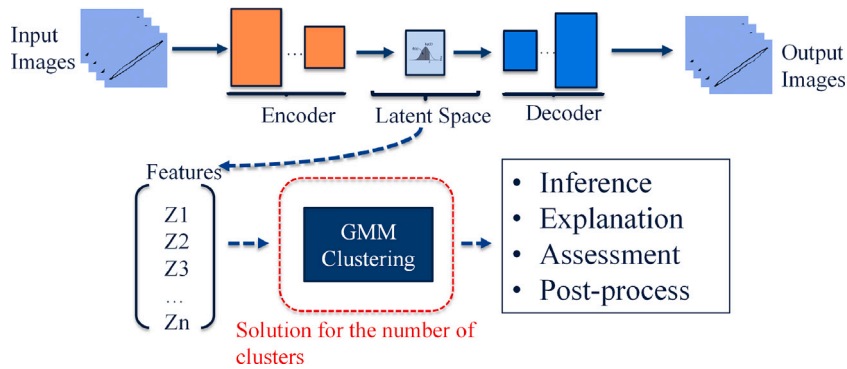 Input
Images
Output
Images
Encoder
Latent Space
Decoder
Features
Z1
Z2
Z3
...
Zn
GMM
Clustering
Solution for the number of
clusters
• Inference
• Explanation
• Assessment
• Post-process